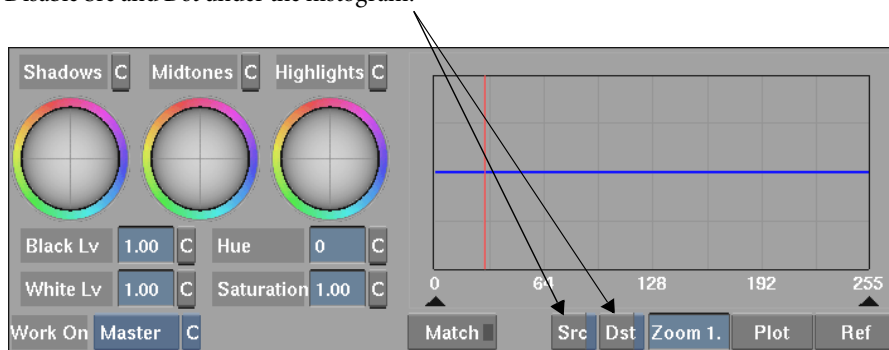 Disable Src and Dst under the histogram.
Shadows C Midtones C Highlights C
Black Lv 1.00 C Hue 0 C
White Lv 1.00 C Saturation 1.00 C
0 64 128 192 255
Work On Master C Match Src Dst Zoom 1. Plot Ref